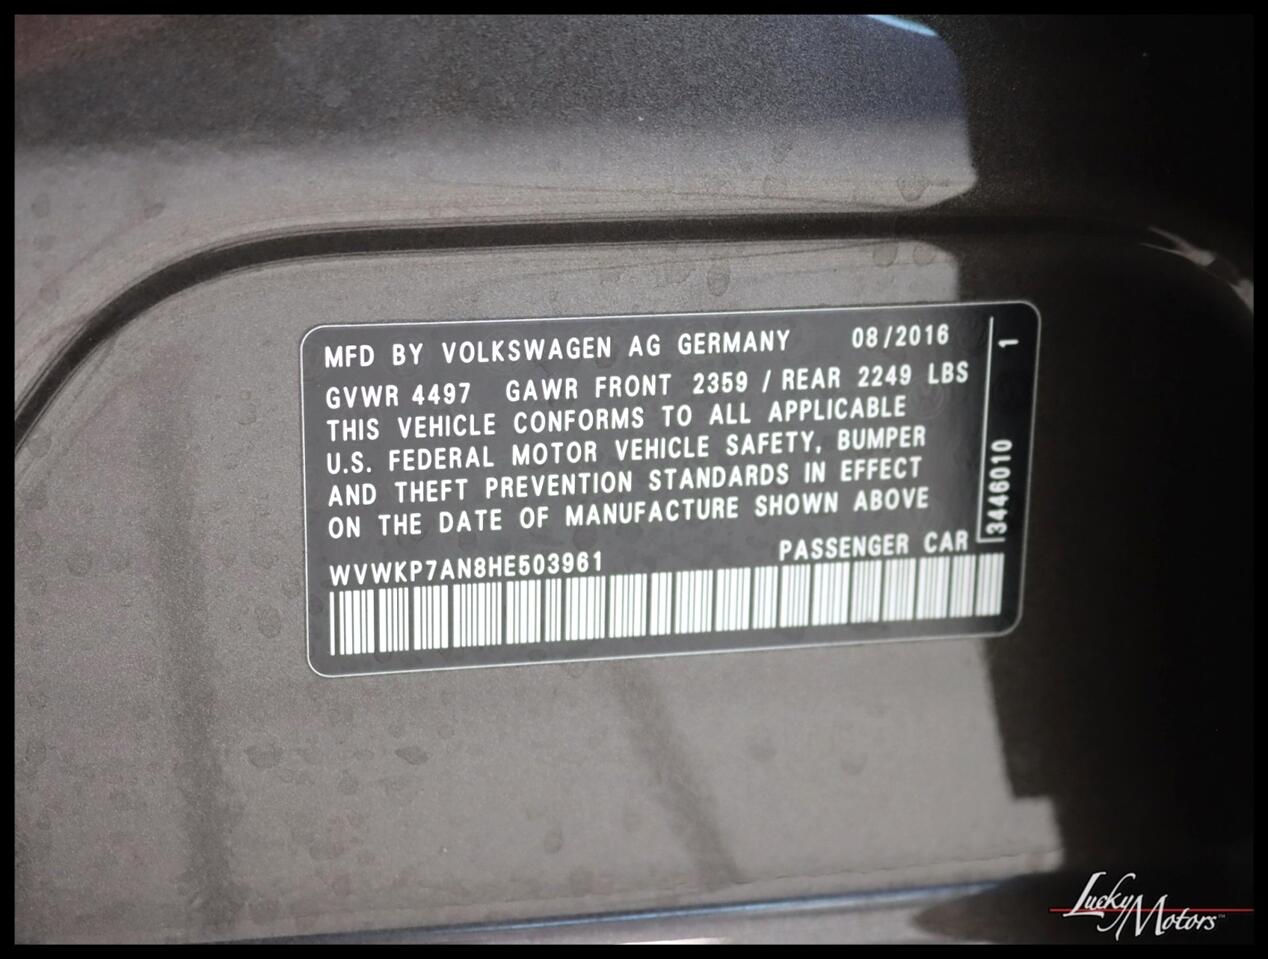 MFD BY VOLKSWAGEN AG GERMANY 08/2016
GVWR 4497 GAWR FRONT 2359 / REAR 2249 LBS
THIS VEHICLE CONFORMS TO ALL APPLICABLE
U.S. FEDERAL MOTOR VEHICLE SAFETY, BUMPER
AND THEFT PREVENTION STANDARDS IN EFFECT
ON THE DATE OF MANUFACTURE SHOWN ABOVE
WVWKP7AN8HE503961 PASSENGER CAR
3446010 1
Lucky Motors™